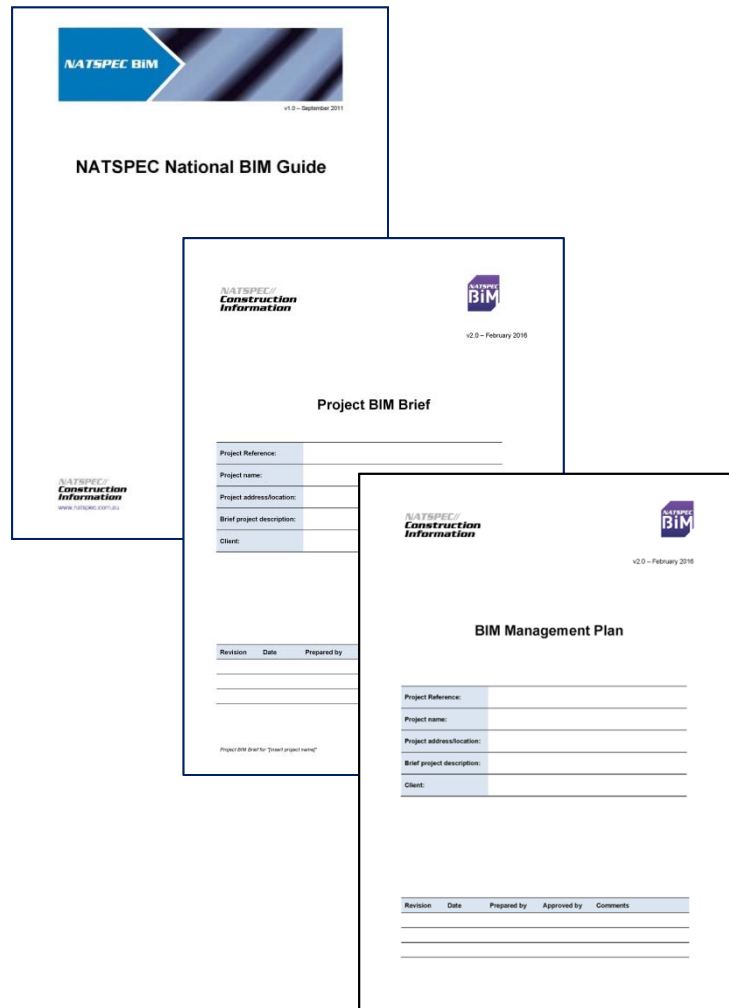 NATSPEC BiM
v1.0 – September 2011
NATSPEC National BIM Guide
NATSPEC//
Construction
Information
www.natspec.com.au
NATSPEC//
Construction
Information
NATSPEC
BiM
v2.0 – February 2016
Project BIM Brief
Project Reference:
Project name:
Project address/location:
Brief project description:
Client:
Revision Date Prepared by
Project BIM Brief for "[insert project name]"
NATSPEC//
Construction
Information
NATSPEC
BiM
v2.0 – February 2016
BIM Management Plan
Project Reference:
Project name:
Project address/location:
Brief project description:
Client:
Revision Date Prepared by Approved by Comments